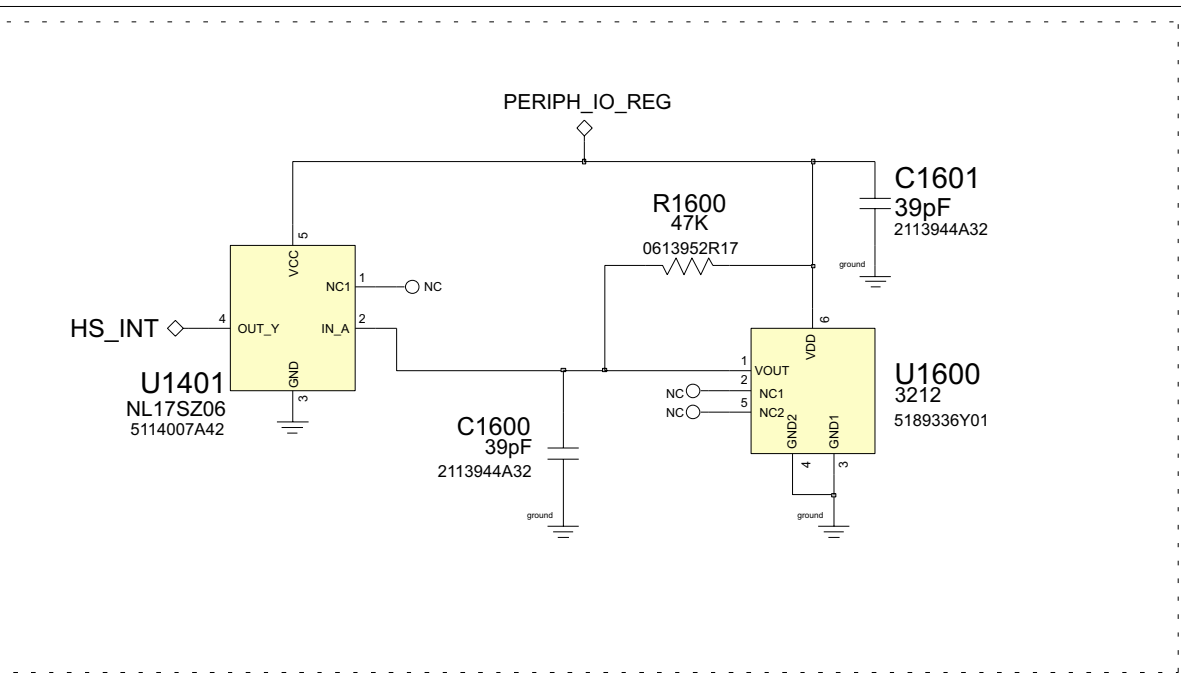 PERIPH_IO_REG
C1601
39pF
2113944A32
R1600
47K
0613952R17
ground
5
VCC
NC1
1
NC
HS_INT
4
OUT_Y
IN_A
2
GND
3
U1401
NL17SZ06
5114007A42
6
VDD
1
VOUT
NC
2
NC1
NC
5
NC2
GND2
GND1
4
3
U1600
3212
5189336Y01
C1600
39pF
2113944A32
ground
ground